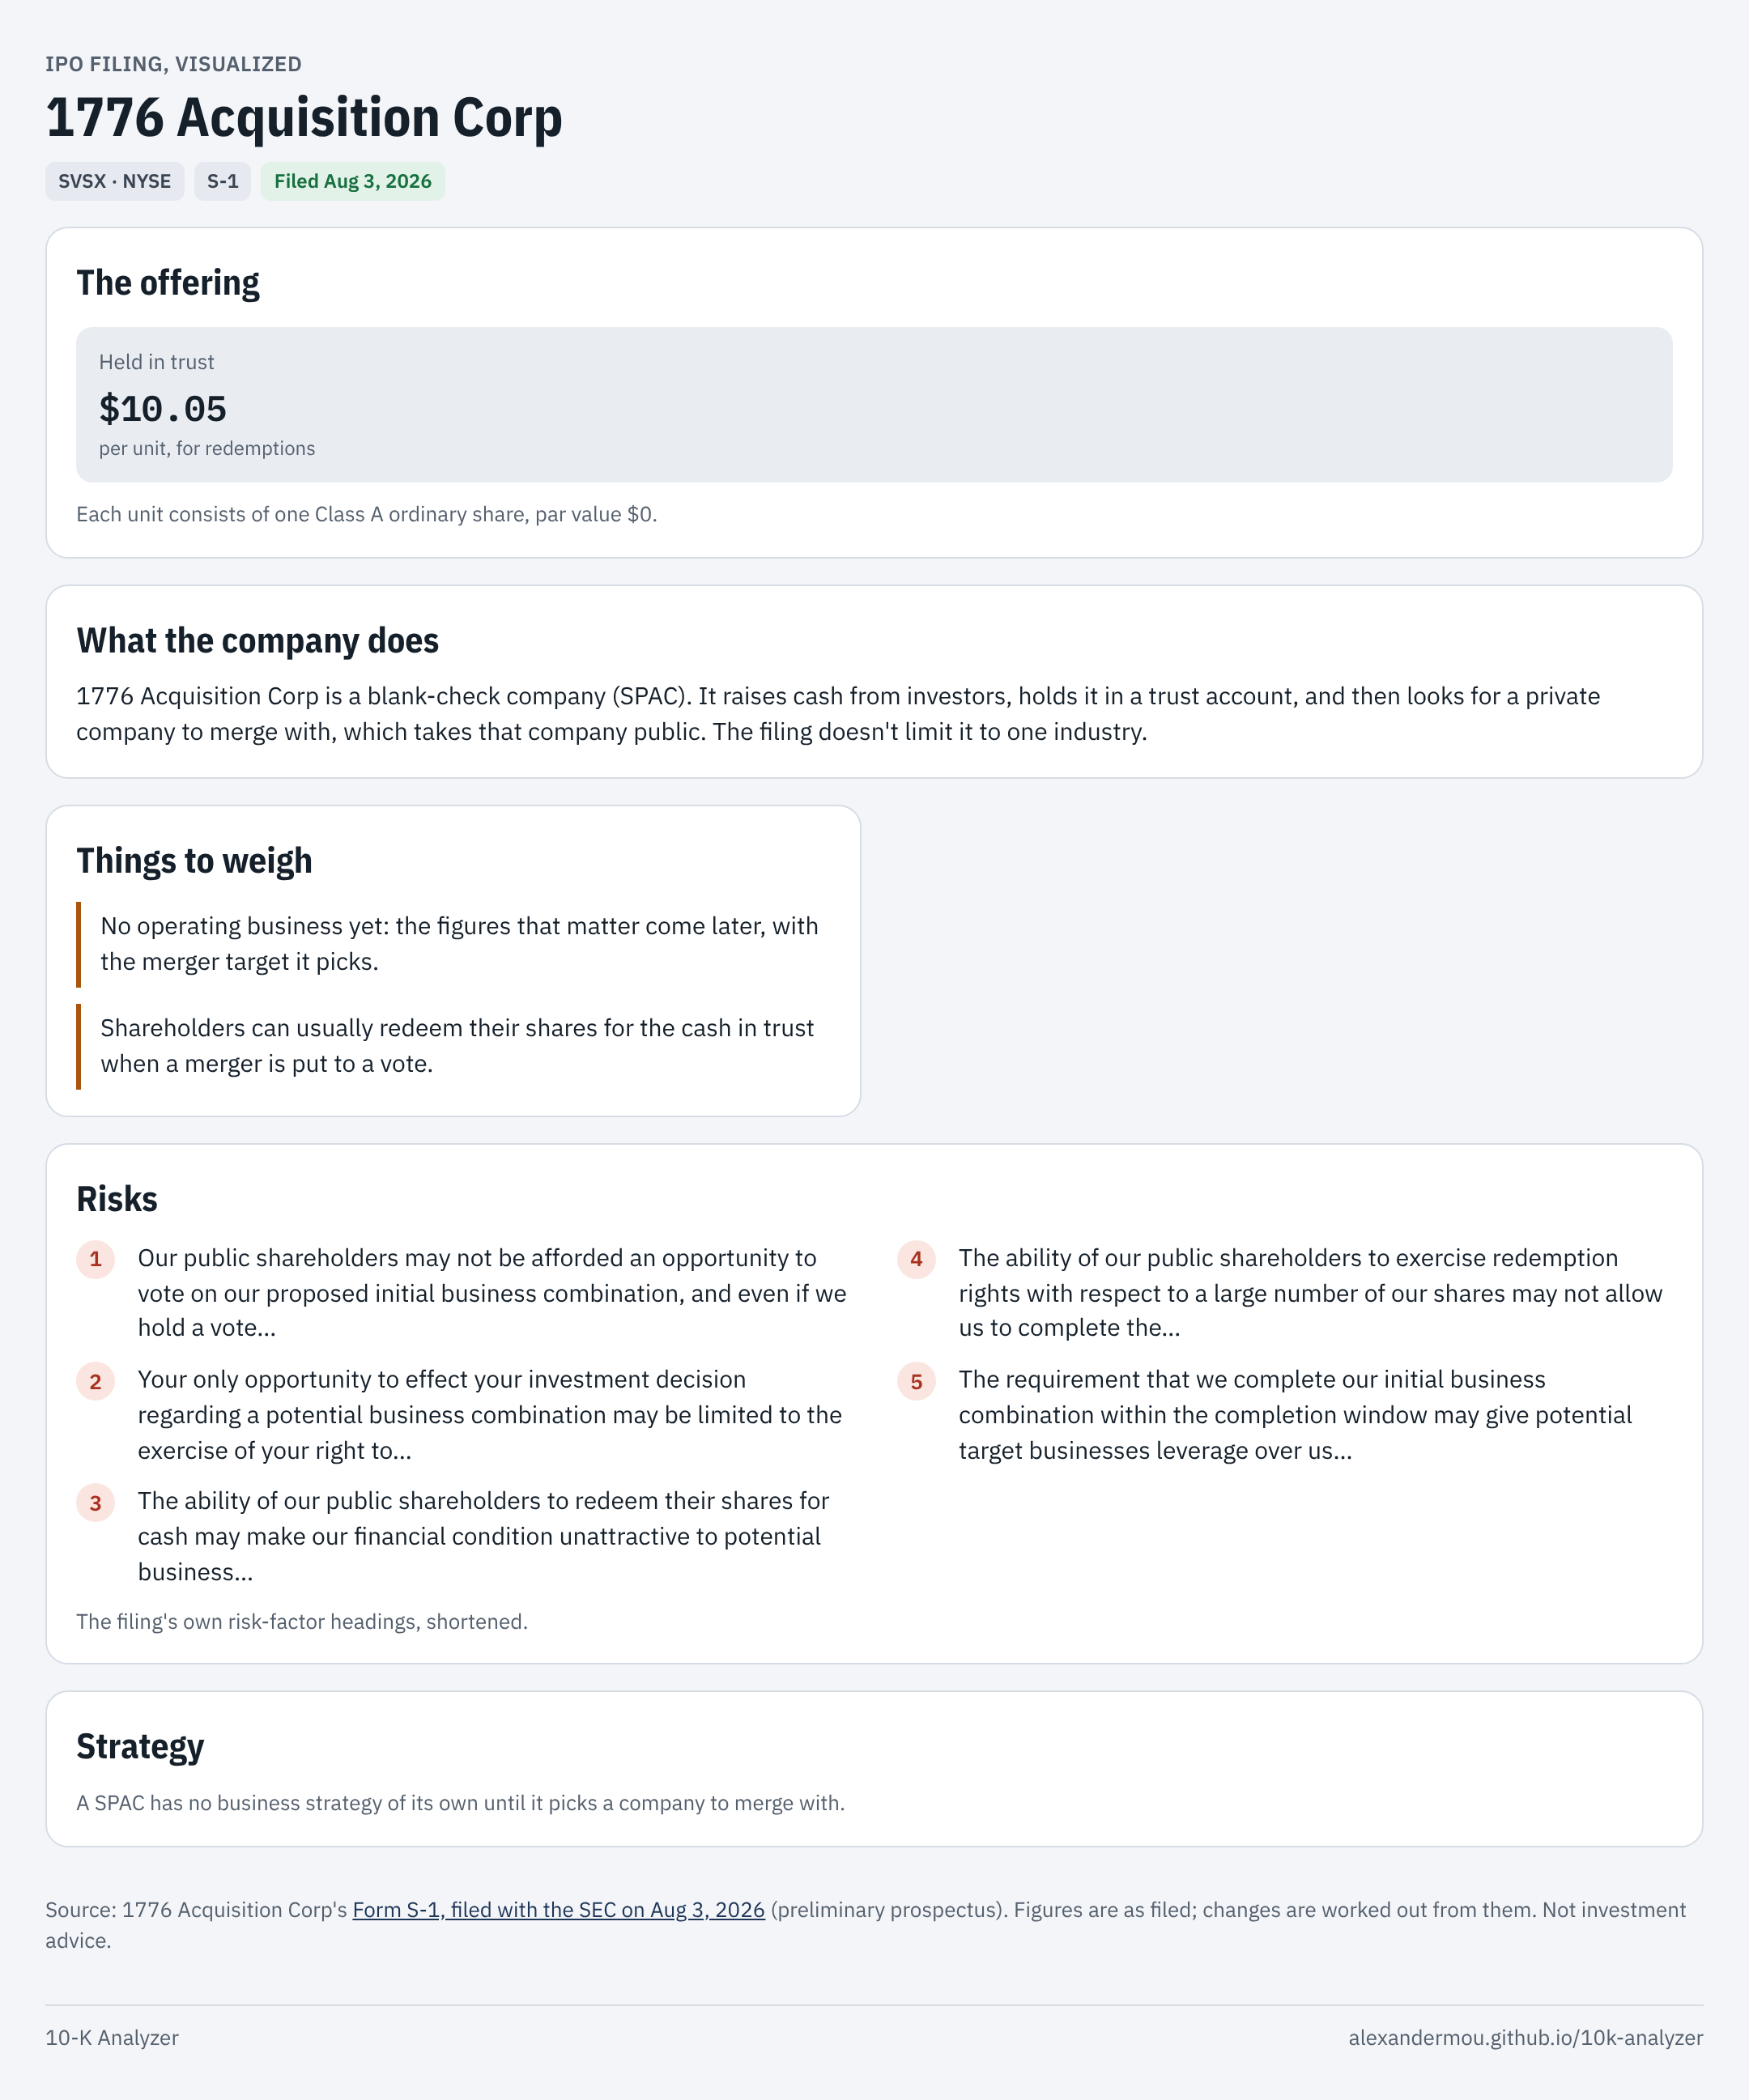 IPO FILING, VISUALIZED
1776 Acquisition Corp
SVSX · NYSE
S-1
Filed Aug 3, 2026
The offering
Held in trust
$10.05
per unit, for redemptions
Each unit consists of one Class A ordinary share, par value $0.
What the company does
1776 Acquisition Corp is a blank-check company (SPAC). It raises cash from investors, holds it in a trust account, and then looks for a private
company to merge with, which takes that company public. The filing doesn't limit it to one industry.
Things to weigh
No operating business yet: the figures that matter come later, with
the merger target it picks.
Shareholders can usually redeem their shares for the cash in trust
when a merger is put to a vote.
Risks
1
Our public shareholders may not be afforded an opportunity to
vote on our proposed initial business combination, and even if we
hold a vote…
2
Your only opportunity to effect your investment decision
regarding a potential business combination may be limited to the
exercise of your right to…
3
The ability of our public shareholders to redeem their shares for
cash may make our financial condition unattractive to potential
business…
4
The ability of our public shareholders to exercise redemption
rights with respect to a large number of our shares may not allow
us to complete the…
5
The requirement that we complete our initial business
combination within the completion window may give potential
target businesses leverage over us…
The filing's own risk-factor headings, shortened.
Strategy
A SPAC has no business strategy of its own until it picks a company to merge with.
Source: 1776 Acquisition Corp's Form S-1, filed with the SEC on Aug 3, 2026 (preliminary prospectus). Figures are as filed; changes are worked out from them. Not investment
advice.
10-K Analyzer
alexandermou.github.io/10k-analyzer